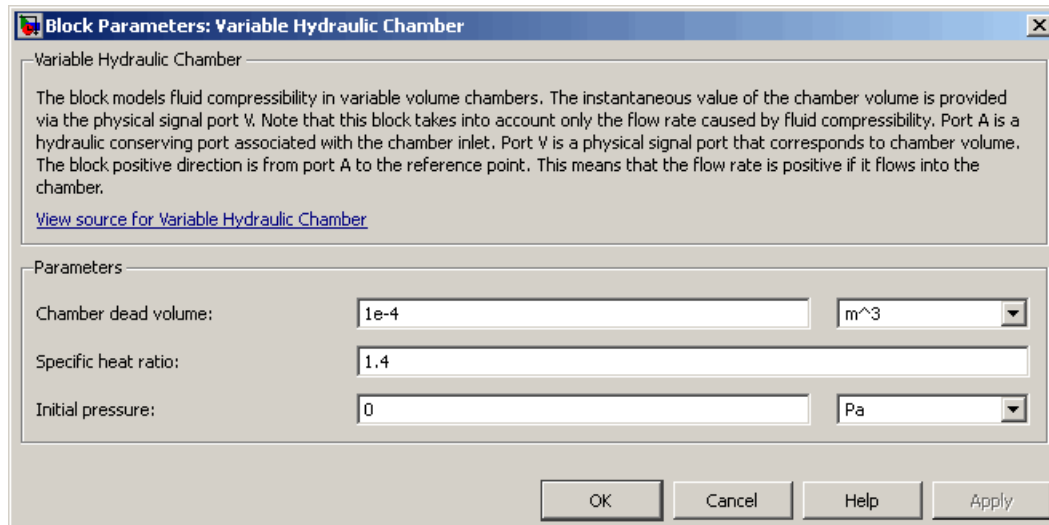 Block Parameters: Variable Hydraulic Chamber
Variable Hydraulic Chamber
The block models fluid compressibility in variable volume chambers. The instantaneous value of the chamber volume is provided
via the physical signal port V. Note that this block takes into account only the flow rate caused by fluid compressibility. Port A is a
hydraulic conserving port associated with the chamber inlet. Port V is a physical signal port that corresponds to chamber volume.
The block positive direction is from port A to the reference point. This means that the flow rate is positive if it flows into the
chamber.
View source for Variable Hydraulic Chamber
Parameters
Chamber dead volume: 1e-4 m^3
Specific heat ratio: 1.4
Initial pressure: 0 Pa
OK Cancel Help Apply